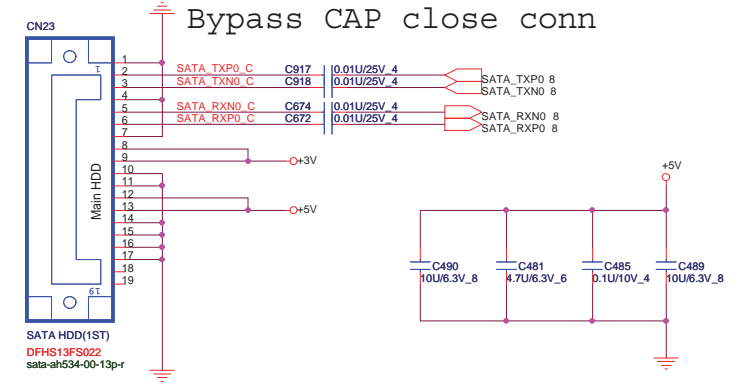 Bypass CAP close conn
CN23
1
1
2
3
4
5
6
7
8
9
10
11
12
13
14
15
16
17
18
19
19
Main HDD
SATA_TXP0_C C917 0.01U/25V_4 SATA_TXP0 8
SATA_TXN0_C C918 0.01U/25V_4 SATA_TXN0 8
SATA_RXN0_C C674 0.01U/25V_4 SATA_RXN0 8
SATA_RXP0_C C672 0.01U/25V_4 SATA_RXP0 8
+3V
+5V
+5V
C490 C481 C485 C489
10U/6.3V_8 4.7U/6.3V_6 0.1U/10V_4 10U/6.3V_8
SATA HDD(1ST)
DFHS13FS022
sata-ah534-00-13p-r